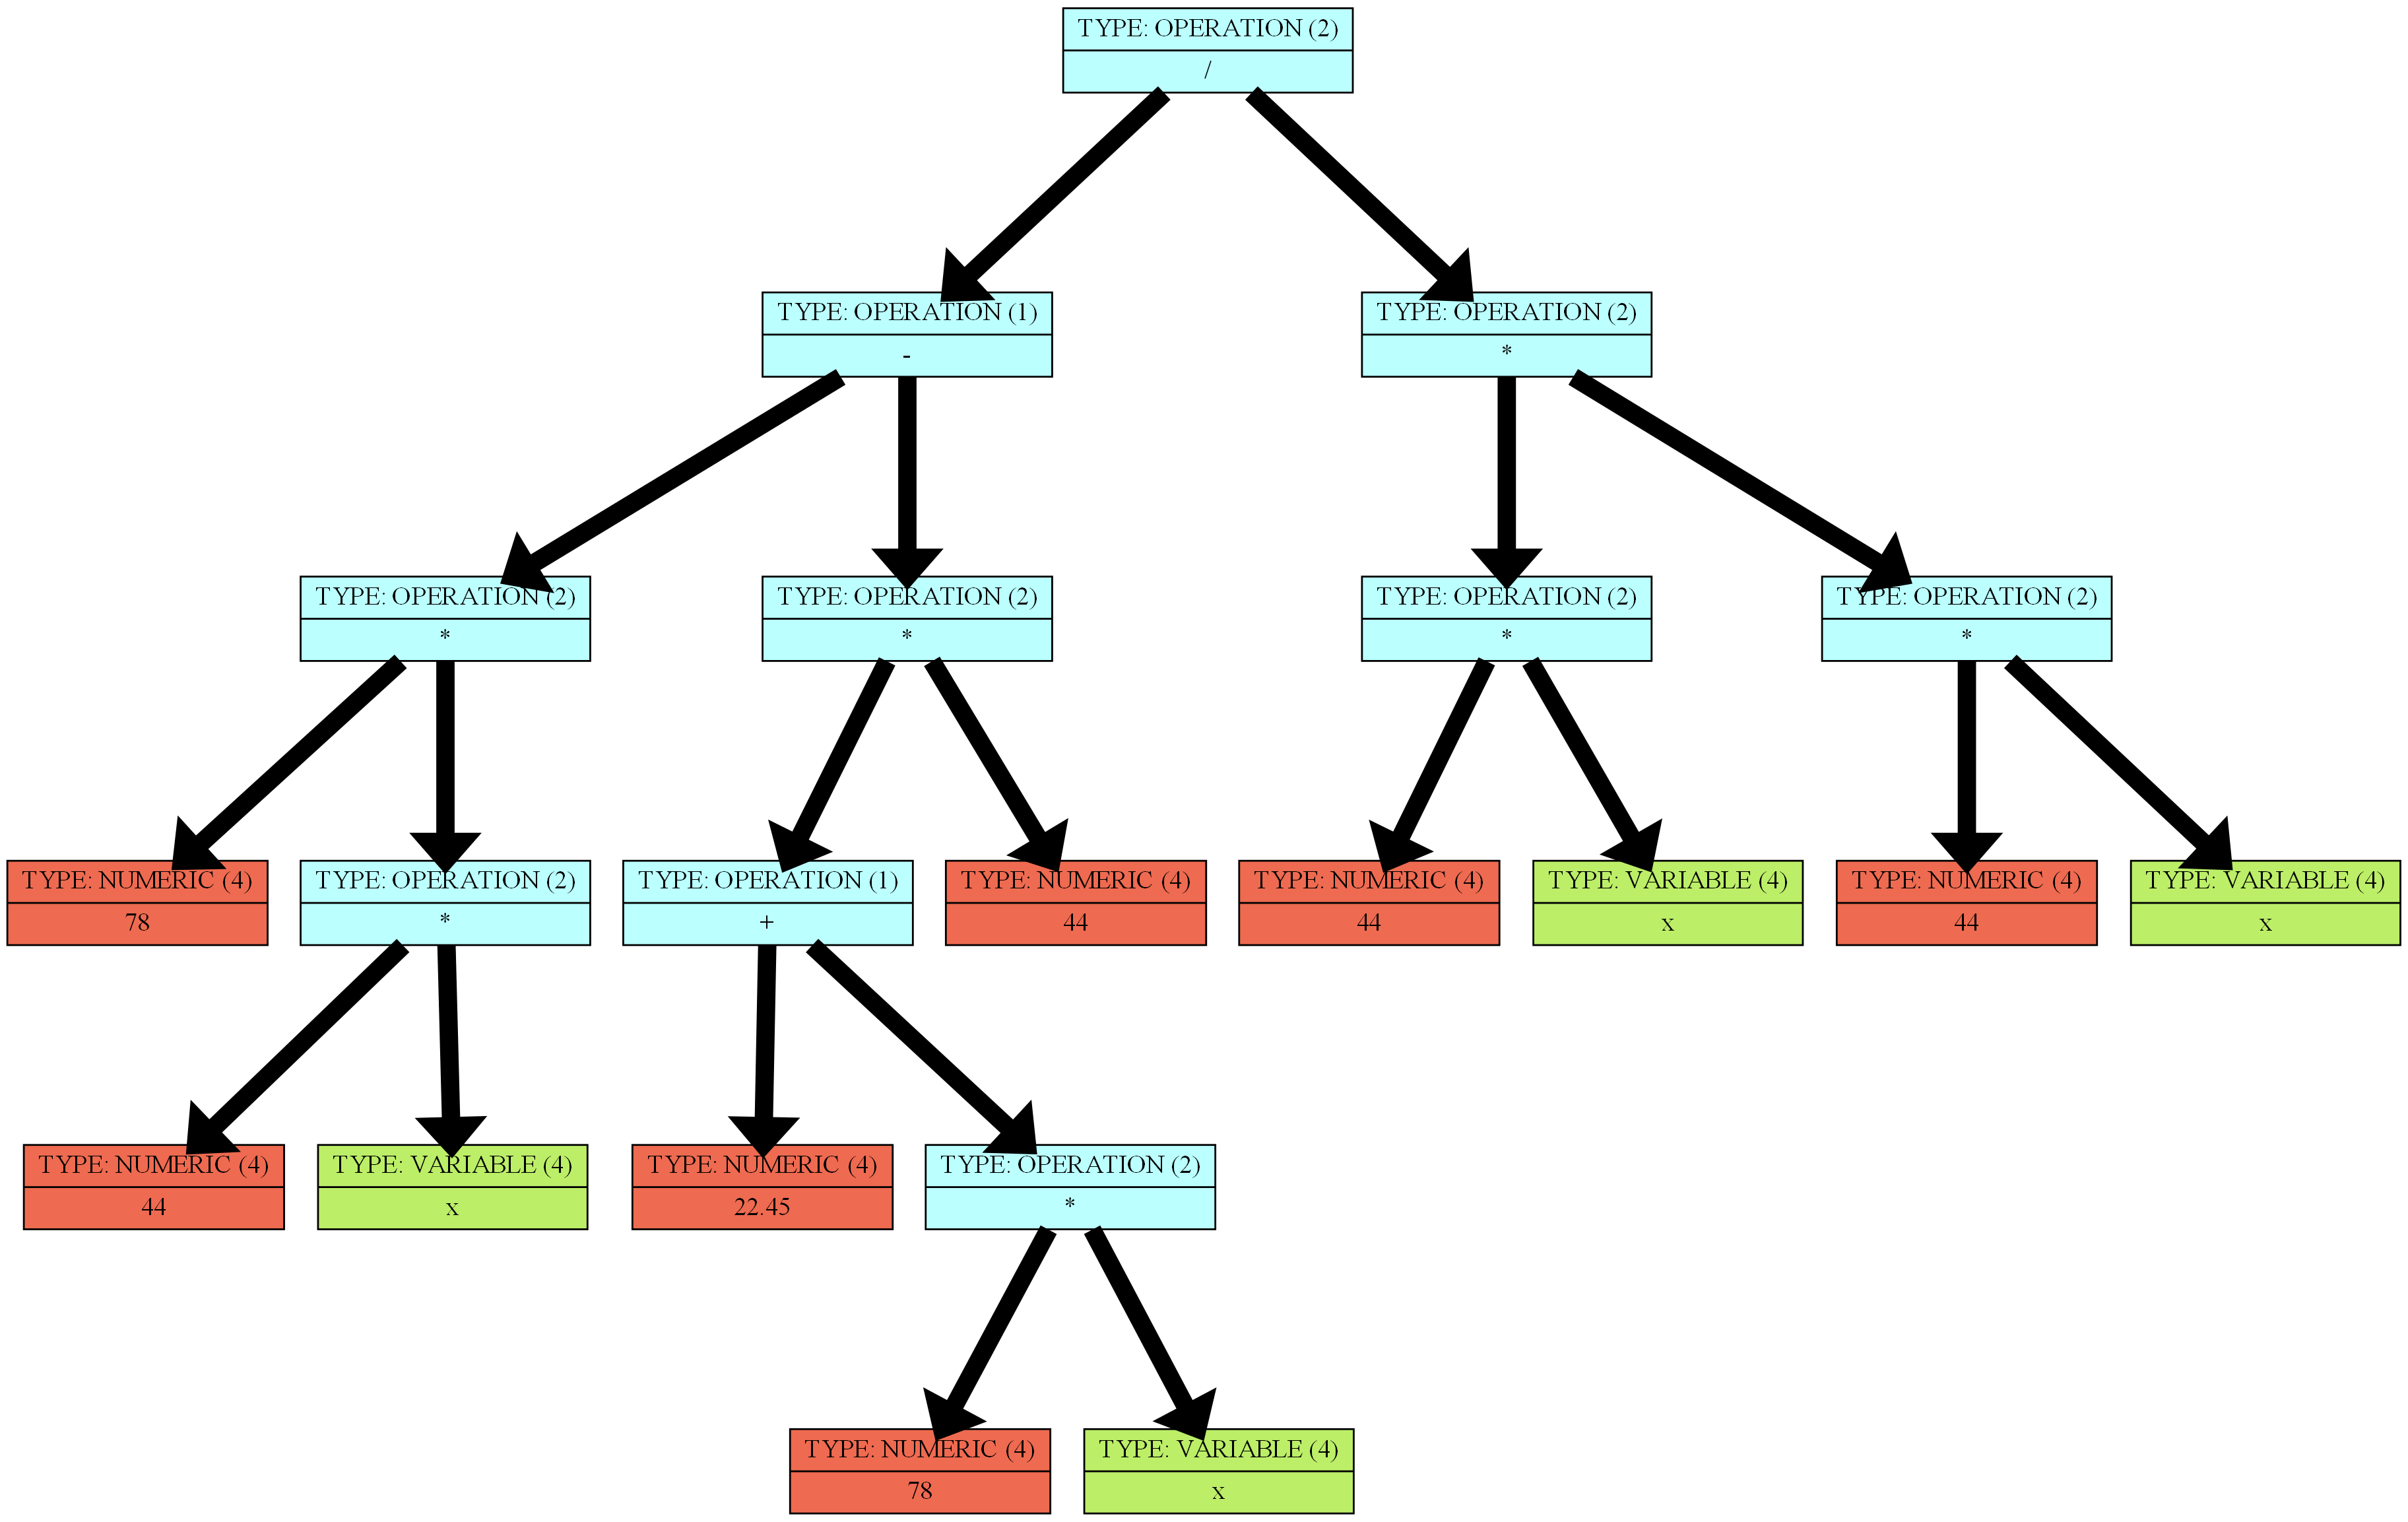 TYPE: OPERATION (2)
/
TYPE: OPERATION (1)
-
TYPE: OPERATION (2)
*
TYPE: OPERATION (2)
*
TYPE: OPERATION (2)
*
TYPE: OPERATION (2)
*
TYPE: OPERATION (2)
*
TYPE: NUMERIC (4)
78
TYPE: OPERATION (2)
*
TYPE: OPERATION (1)
+
TYPE: NUMERIC (4)
44
TYPE: NUMERIC (4)
44
TYPE: VARIABLE (4)
x
TYPE: NUMERIC (4)
44
TYPE: VARIABLE (4)
x
TYPE: NUMERIC (4)
44
TYPE: VARIABLE (4)
x
TYPE: NUMERIC (4)
22.45
TYPE: OPERATION (2)
*
TYPE: NUMERIC (4)
78
TYPE: VARIABLE (4)
x